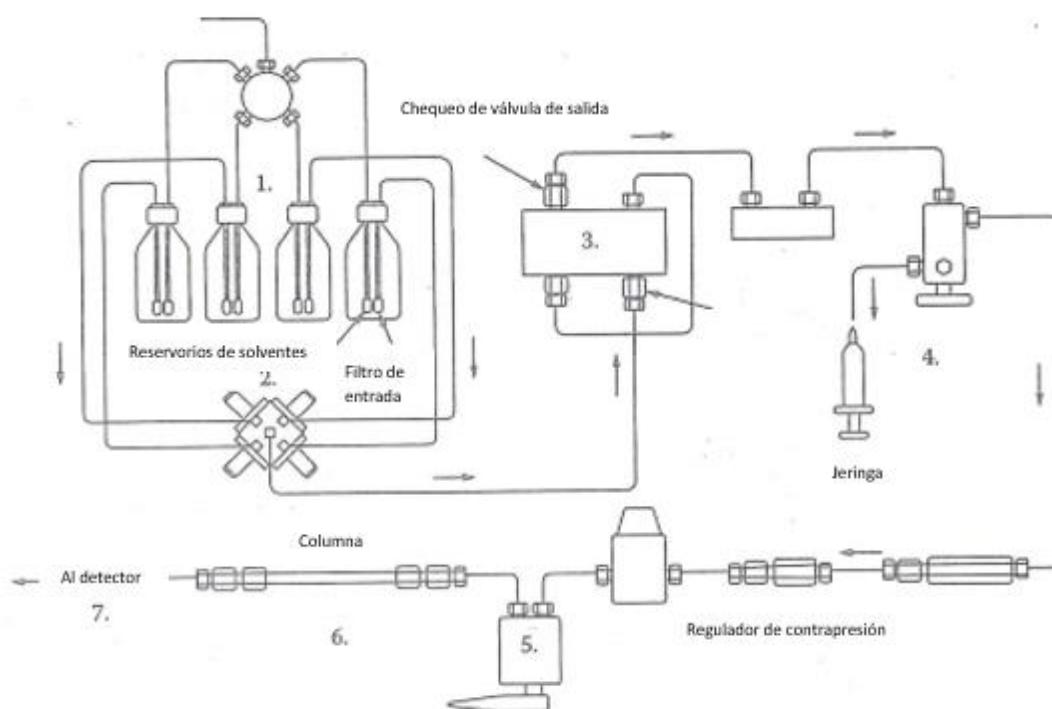 Chequeo de válvula de salida
1.
3.
Reservorios de solventes
2.
Filtro de
entrada
4.
Jeringa
Columna
Al detector
7.
6.
5.
Regulador de contrapresión